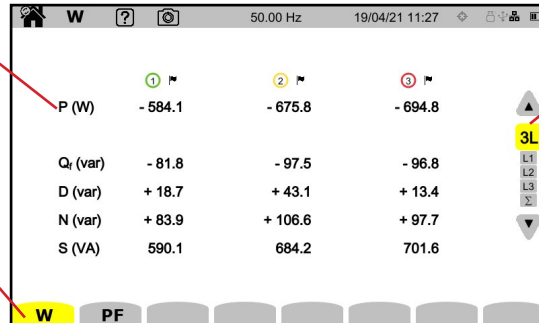 W ? 50.00 Hz 19/04/21 11:27
1 2 3
P (W) - 584.1 - 675.8 - 694.8
Qf (var) - 81.8 - 97.5 - 96.8
D (var) + 18.7 + 43.1 + 13.4
N (var) + 83.9 + 106.6 + 97.7
S (VA) 590.1 684.2 701.6
▲
3L
L1
L2
L3
Σ
▼
W PF